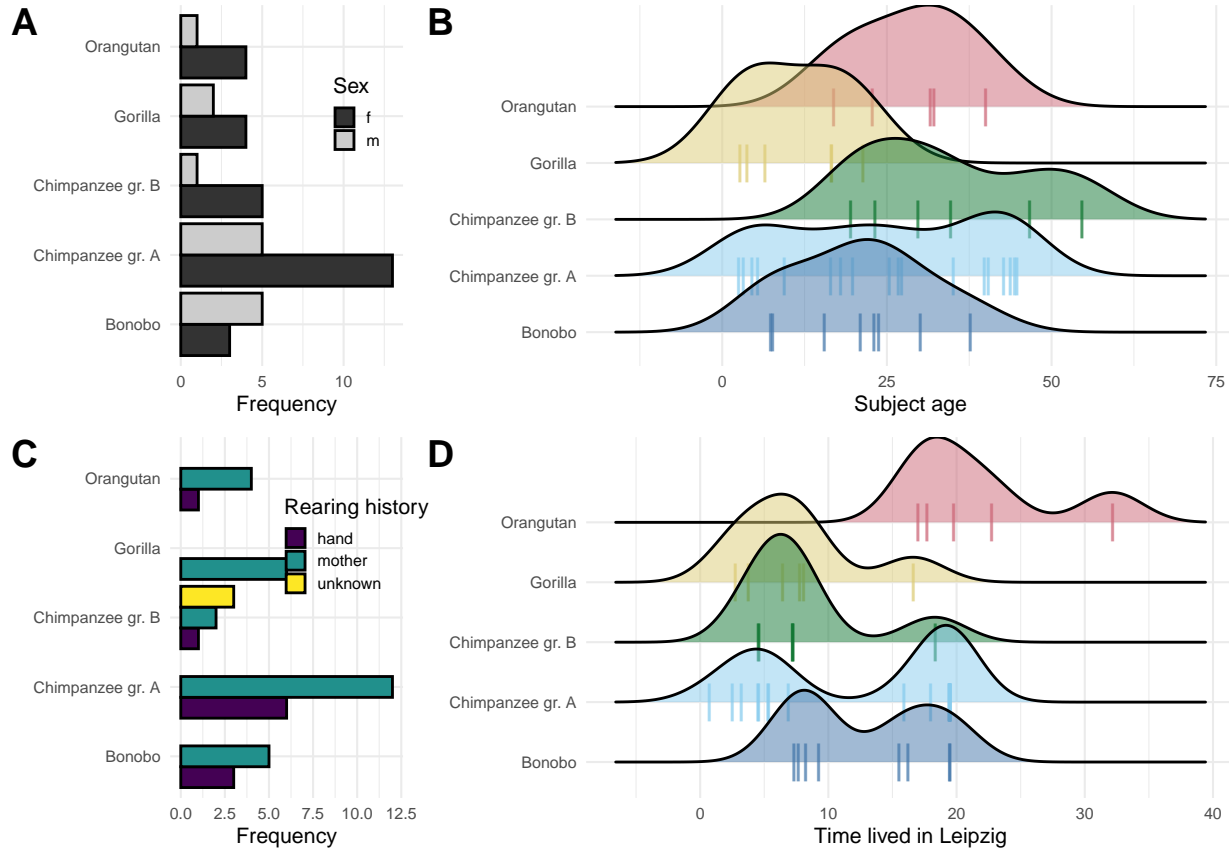 A
Orangutan
Gorilla
Chimpanzee gr. B
Chimpanzee gr. A
Bonobo
Sex
f
m
0 5 10
Frequency
B
Orangutan
Gorilla
Chimpanzee gr. B
Chimpanzee gr. A
Bonobo
0 25 50 75
Subject age
C
Orangutan
Gorilla
Chimpanzee gr. B
Chimpanzee gr. A
Bonobo
Rearing history
hand
mother
unknown
0.0 2.5 5.0 7.5 10.0 12.5
Frequency
D
Orangutan
Gorilla
Chimpanzee gr. B
Chimpanzee gr. A
Bonobo
0 10 20 30 40
Time lived in Leipzig